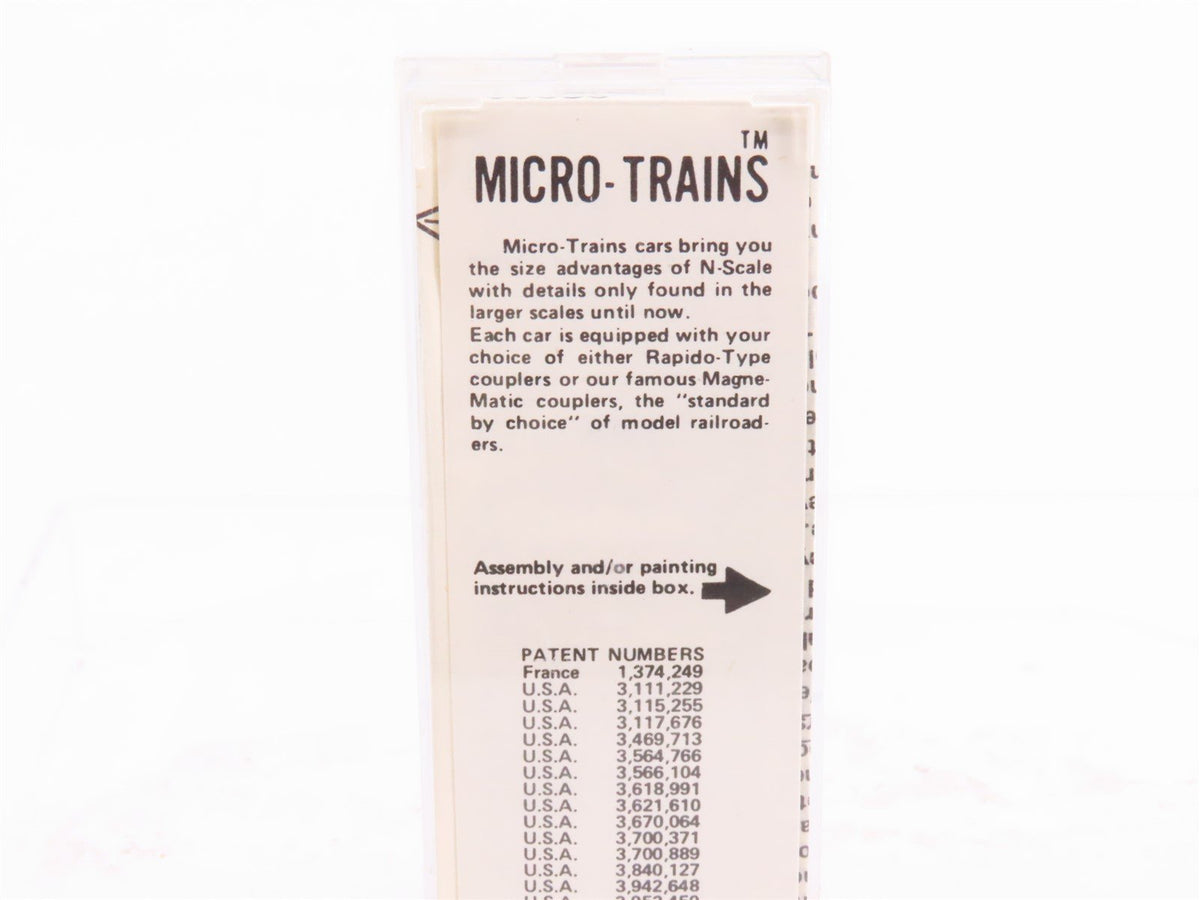 TM
MICRO-TRAINS
Micro-Trains cars bring you
the size advantages of N-Scale
with details only found in the
larger scales until now.
Each car is equipped with your
choice of either Rapido-Type
couplers or our famous Magne-
Matic couplers, the "standard
by choice" of model railroad-
ers.
Assembly and/or painting
instructions inside box.
PATENT NUMBERS
France 1,374,249
U.S.A. 3,111,229
U.S.A. 3,115,255
U.S.A. 3,117,676
U.S.A. 3,469,713
U.S.A. 3,564,766
U.S.A. 3,566,104
U.S.A. 3,618,991
U.S.A. 3,621,610
U.S.A. 3,670,064
U.S.A. 3,700,371
U.S.A. 3,700,889
U.S.A. 3,840,127
U.S.A. 3,942,648
U.S.A.